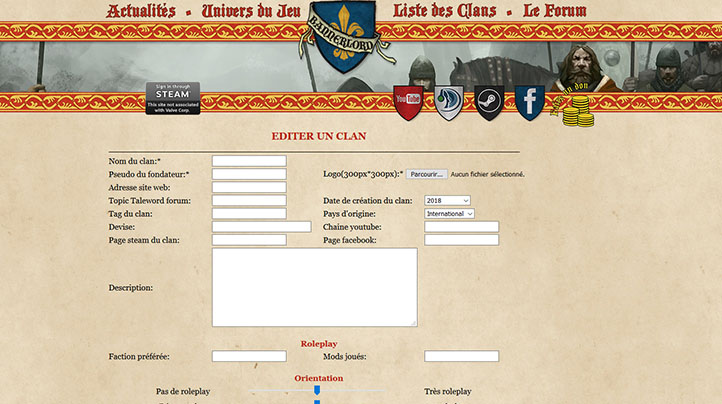 Actualités - Univers du Jeu
Liste des Clans - Le Forum
BANNERLORD
Sign in through
STEAM
This site not associated
with Valve Corp.
You Tube
f
Faire un don
EDITER UN CLAN
Nom du clan:*
Pseudo du fondateur:*
Logo(300px*300px):* Parcourir... Aucun fichier sélectionné.
Adresse site web:
Topic Taleword forum:
Date de création du clan: 2018
Tag du clan:
Pays d'origine: International
Devise:
Chaine youtube:
Page steam du clan:
Page facebook:
Description:
Roleplay
Faction préférée:
Mods joués:
Orientation
Pas de roleplay
Très roleplay